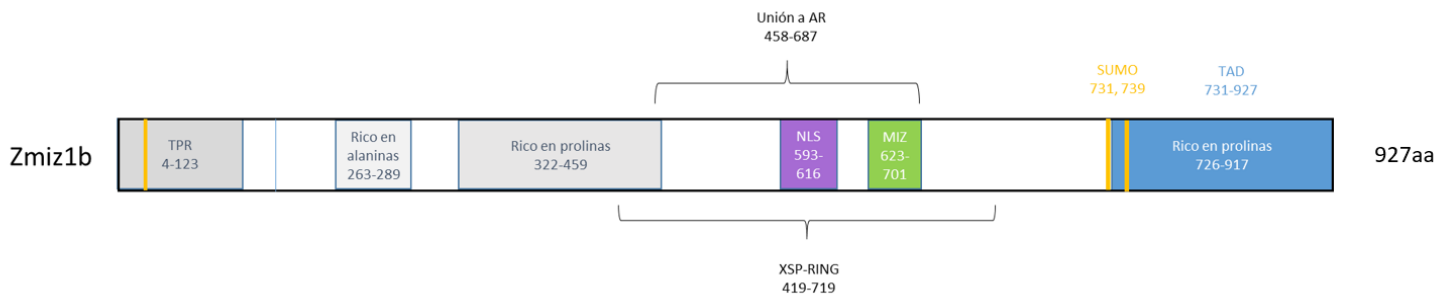 Unión a AR
458-687
SUMO
731, 739
TAD
731-927
Zmiz1b
TPR
4-123
Rico en
alaninas
263-289
Rico en prolinas
322-459
NLS
593-
616
MIZ
623-
701
Rico en prolinas
726-917
927aa
XSP-RING
419-719